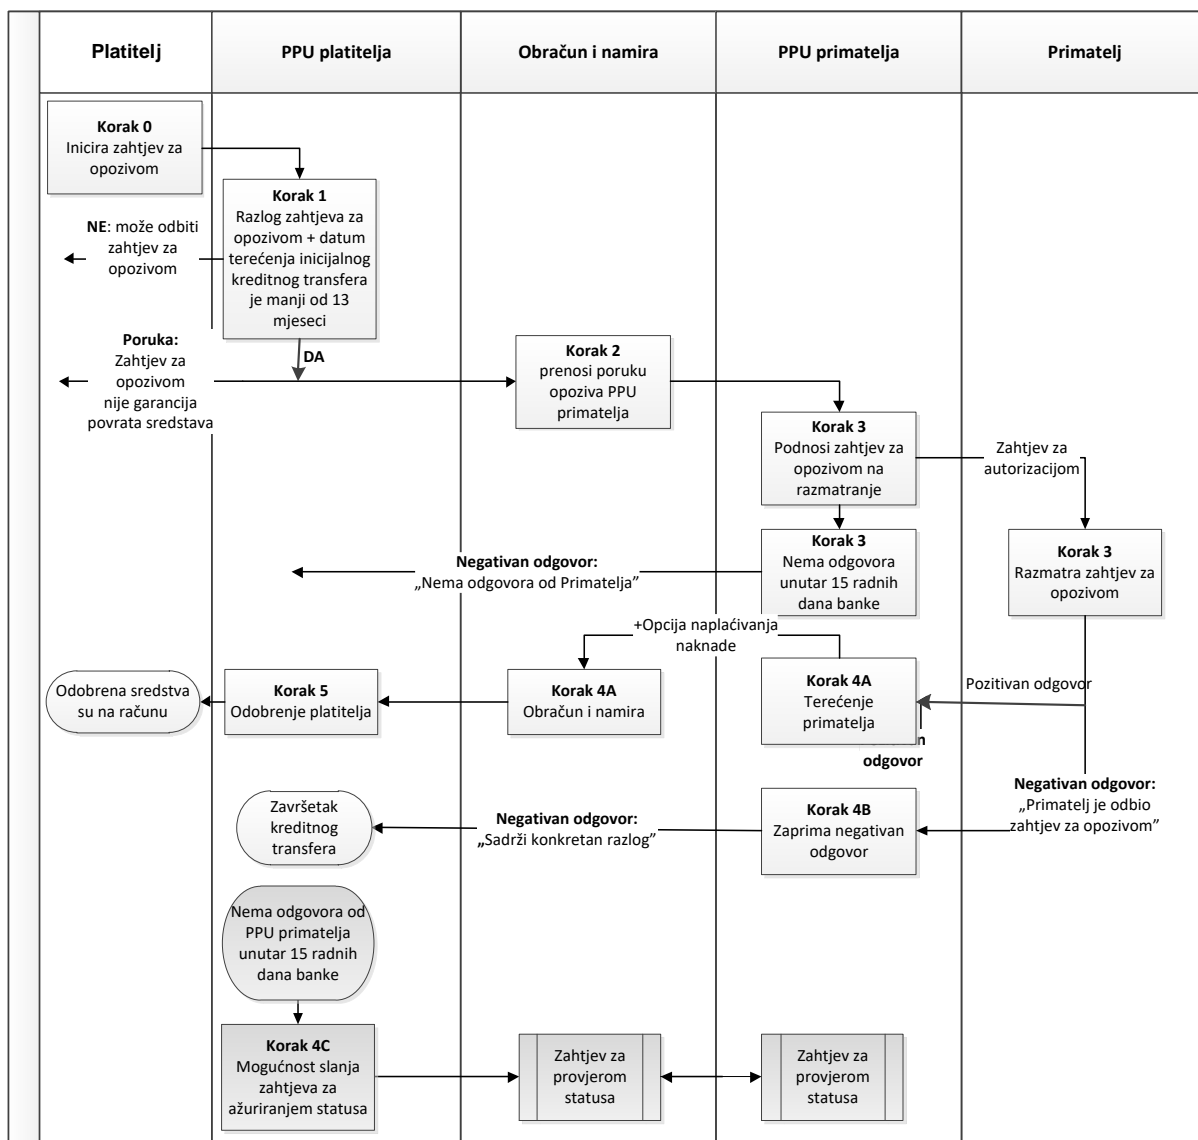 Platitelj
PPU platitelja
Obračun i namira
PPU primatelja
Primatelj
Korak 0
Inicira zahtjev za
opozivom
Korak 1
Razlog zahtjeva za
opozivom + datum
terećenja inicijalnog
kreditnog transfera
je manji od 13
mjeseci
NE: može odbiti
zahtjev za
opozivom
DA
Poruka:
Zahtjev za
opozivom
nije garancija
povrata sredstava
Korak 2
prenosi poruku
opoziva PPU
primatelja
Korak 3
Podnosi zahtjev za
opozivom na
razmatranje
Zahtjev za
autorizacijom
Korak 3
Nema odgovora
unutar 15 radnih
dana banke
Korak 3
Razmatra zahtjev za
opozivom
Negativan odgovor:
„Nema odgovora od Primatelja”
+Opcija naplaćivanja
naknade
Odobrena sredstva
su na računu
Korak 5
Odobrenje platitelja
Korak 4A
Obračun i namira
Korak 4A
Terećenje
primatelja
Pozitivan odgovor
odgovor
Negativan odgovor:
„Primatelj je odbio
zahtjev za opozivom”
Korak 4B
Zaprima negativan
odgovor
Negativan odgovor:
„Sadrži konkretan razlog”
Završetak
kreditnog
transfera
Nema odgovora od
PPU primatelja
unutar 15 radnih
dana banke
Korak 4C
Mogućnost slanja
zahtjeva za
ažuriranjem statusa
Zahtjev za
provjerom
statusa
Zahtjev za
provjerom
statusa